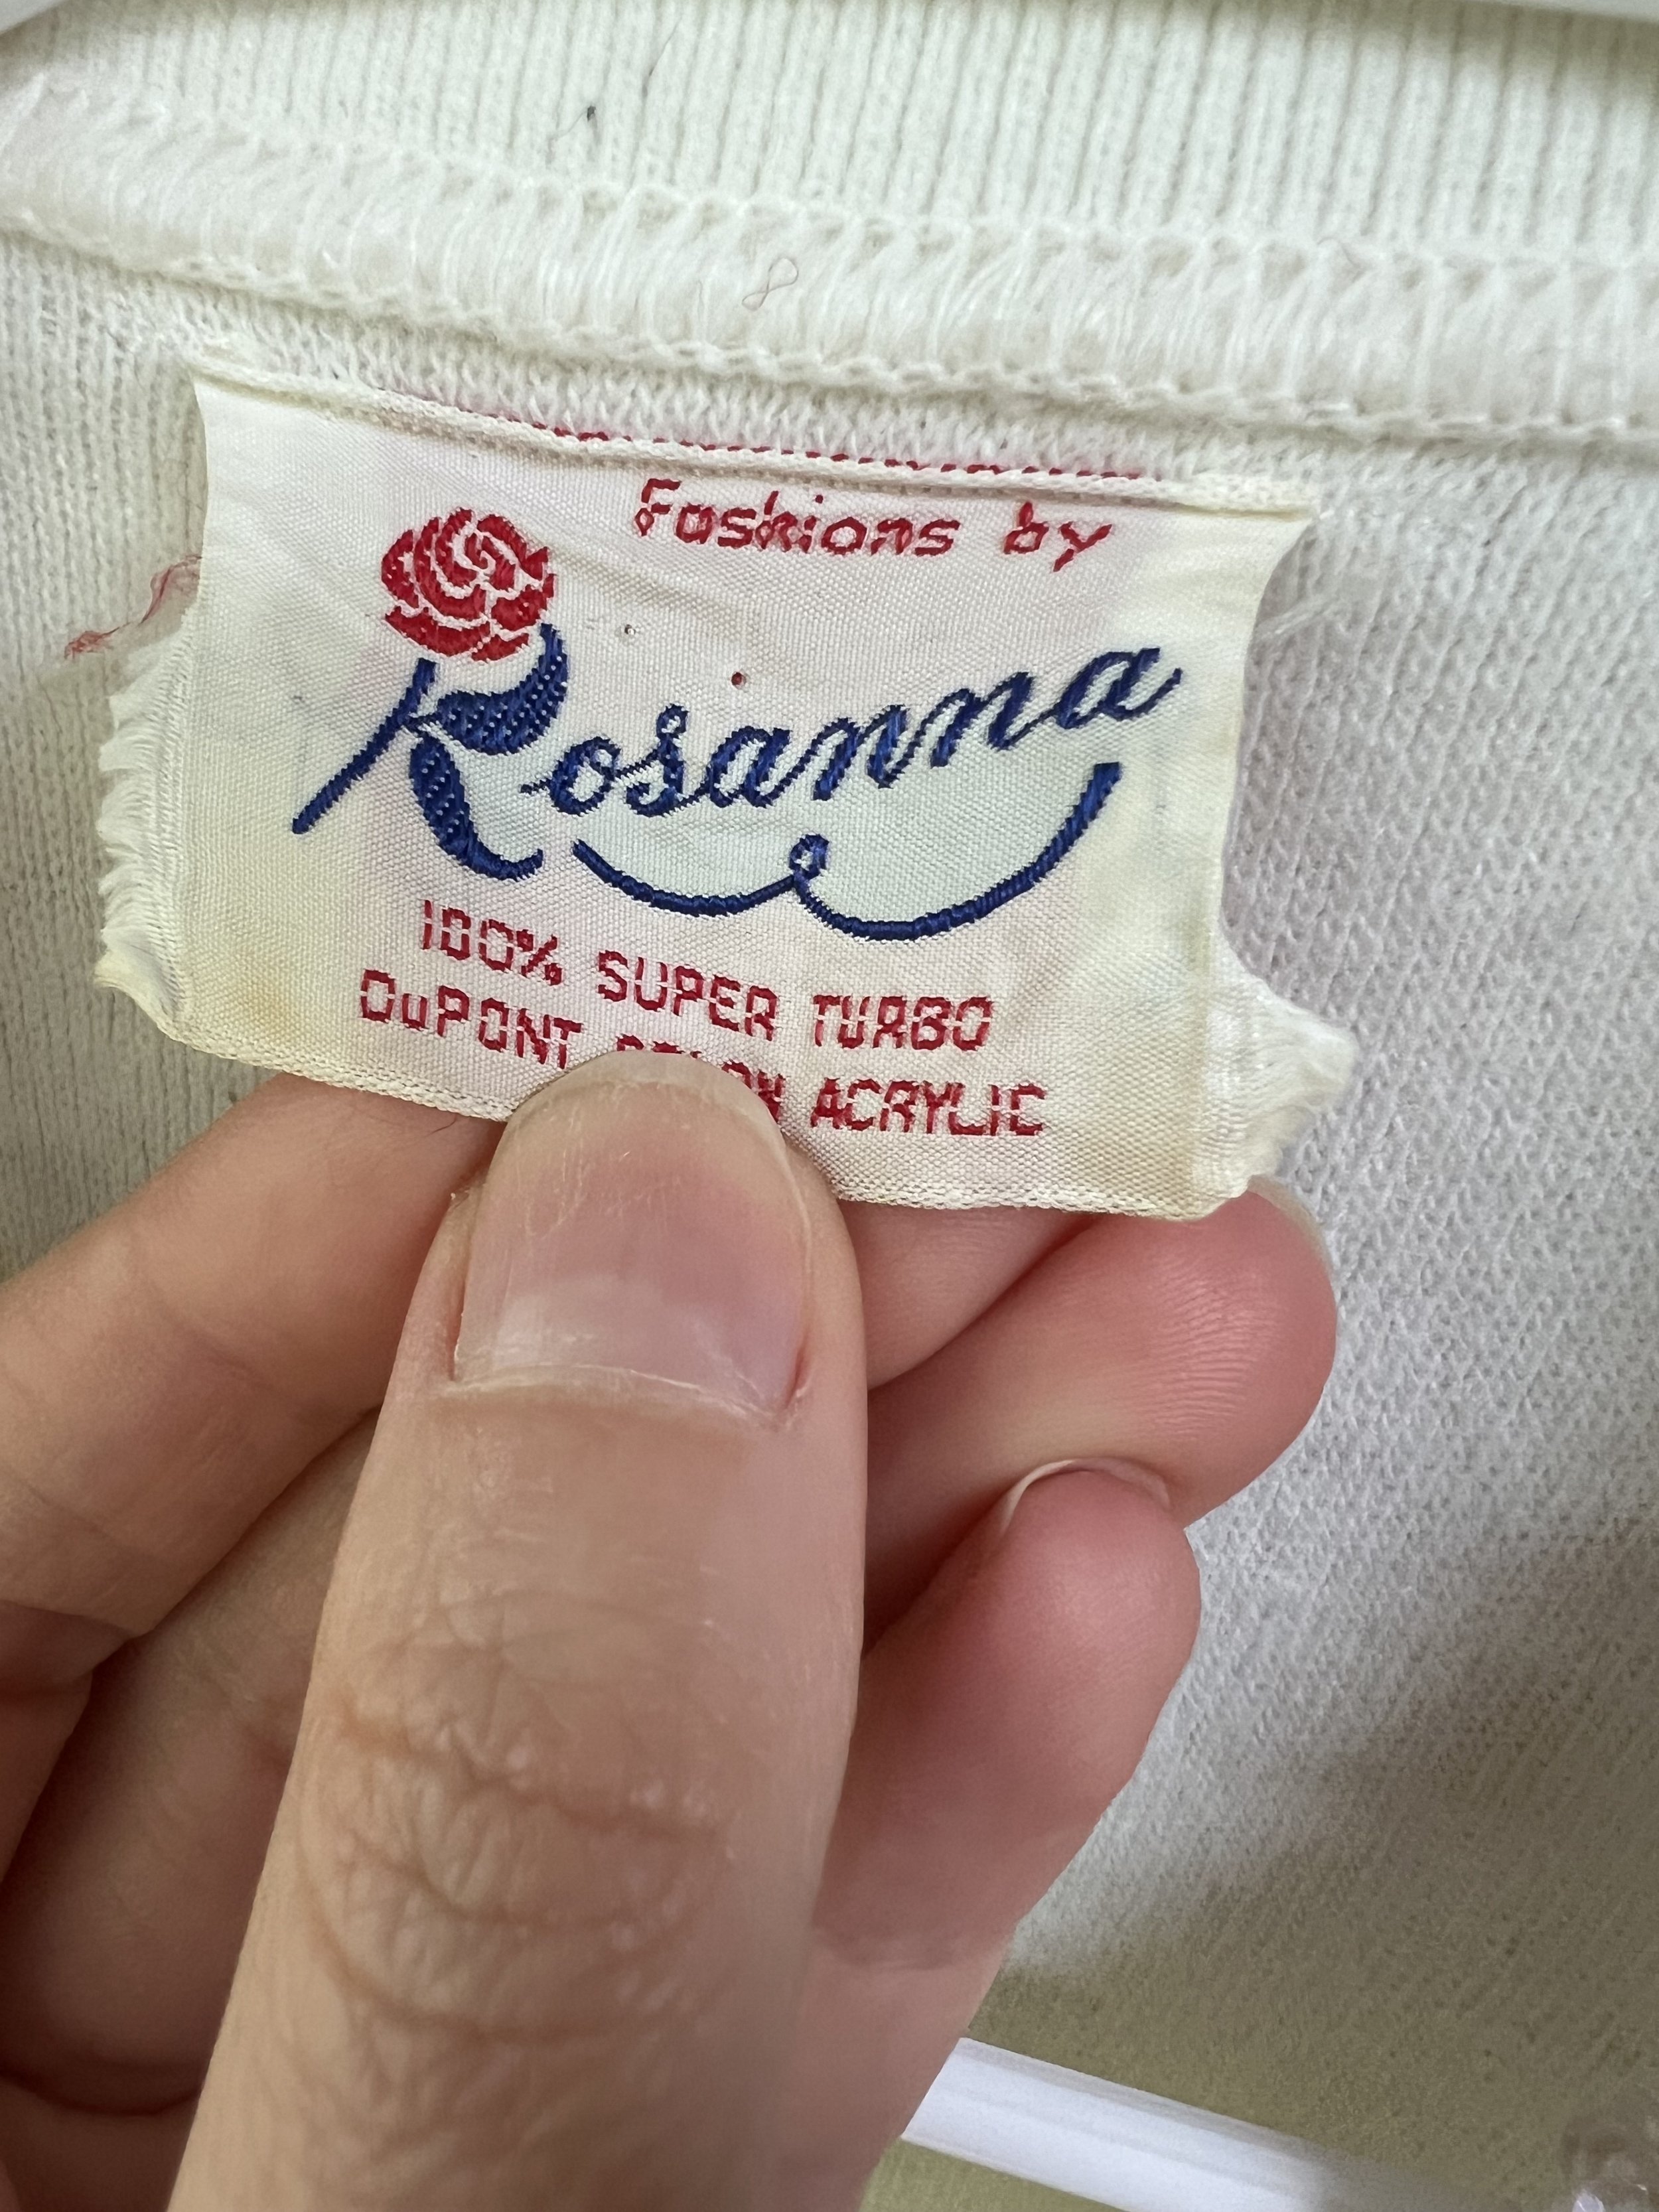 Fashions by
Rosanna
100% SUPER TURBO
DuPONT ACRYLIC